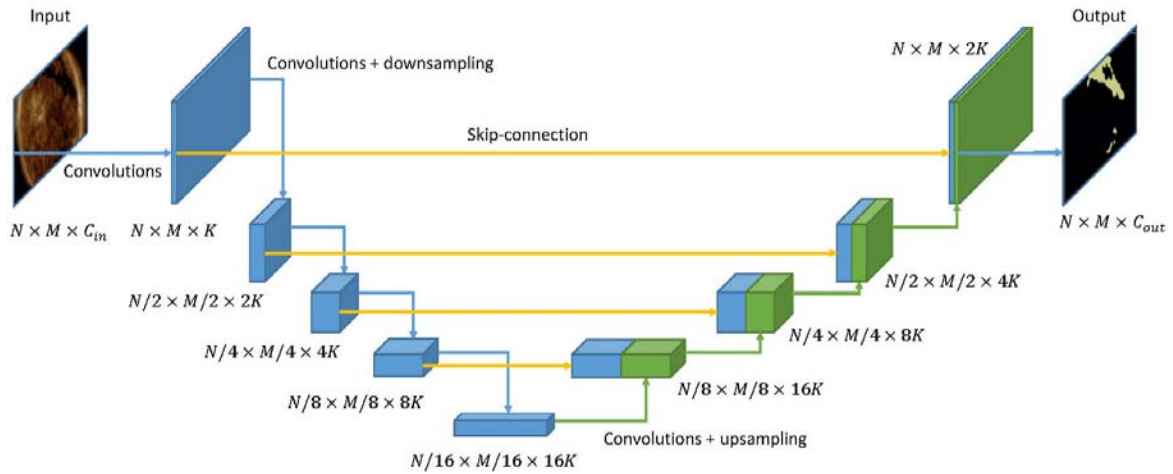 Input
Output
N × M × 2K
Convolutions + downsampling
Skip-connection
Convolutions
N × M × C_in
N × M × K
N × M × C_out
N/2 × M/2 × 2K
N/2 × M/2 × 4K
N/4 × M/4 × 4K
N/4 × M/4 × 8K
N/8 × M/8 × 8K
N/8 × M/8 × 16K
Convolutions + upsampling
N/16 × M/16 × 16K